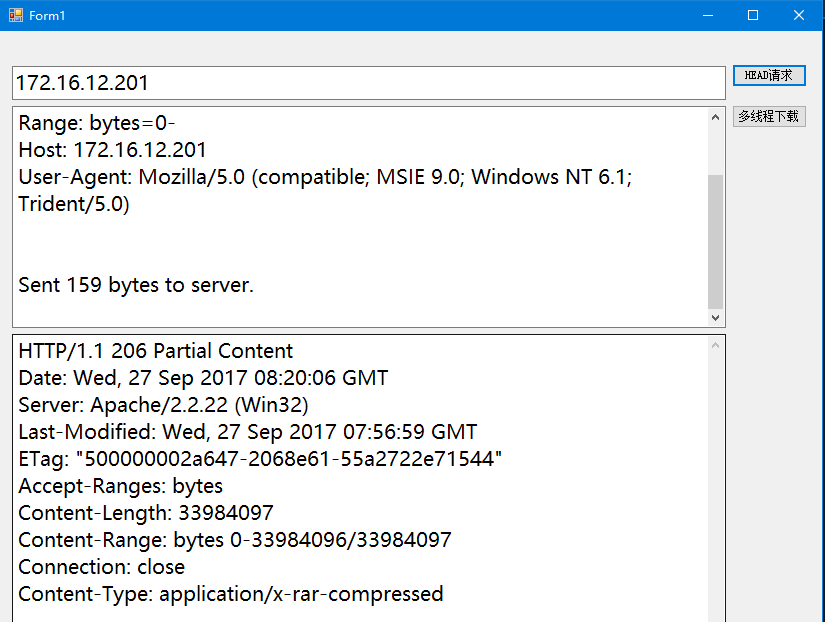 Form1
172.16.12.201
HEAD请求
Range: bytes=0-
Host: 172.16.12.201
User-Agent: Mozilla/5.0 (compatible; MSIE 9.0; Windows NT 6.1;
Trident/5.0)
Sent 159 bytes to server.
多线程下载
HTTP/1.1 206 Partial Content
Date: Wed, 27 Sep 2017 08:20:06 GMT
Server: Apache/2.2.22 (Win32)
Last-Modified: Wed, 27 Sep 2017 07:56:59 GMT
ETag: "500000002a647-2068e61-55a2722e71544"
Accept-Ranges: bytes
Content-Length: 33984097
Content-Range: bytes 0-33984096/33984097
Connection: close
Content-Type: application/x-rar-compressed